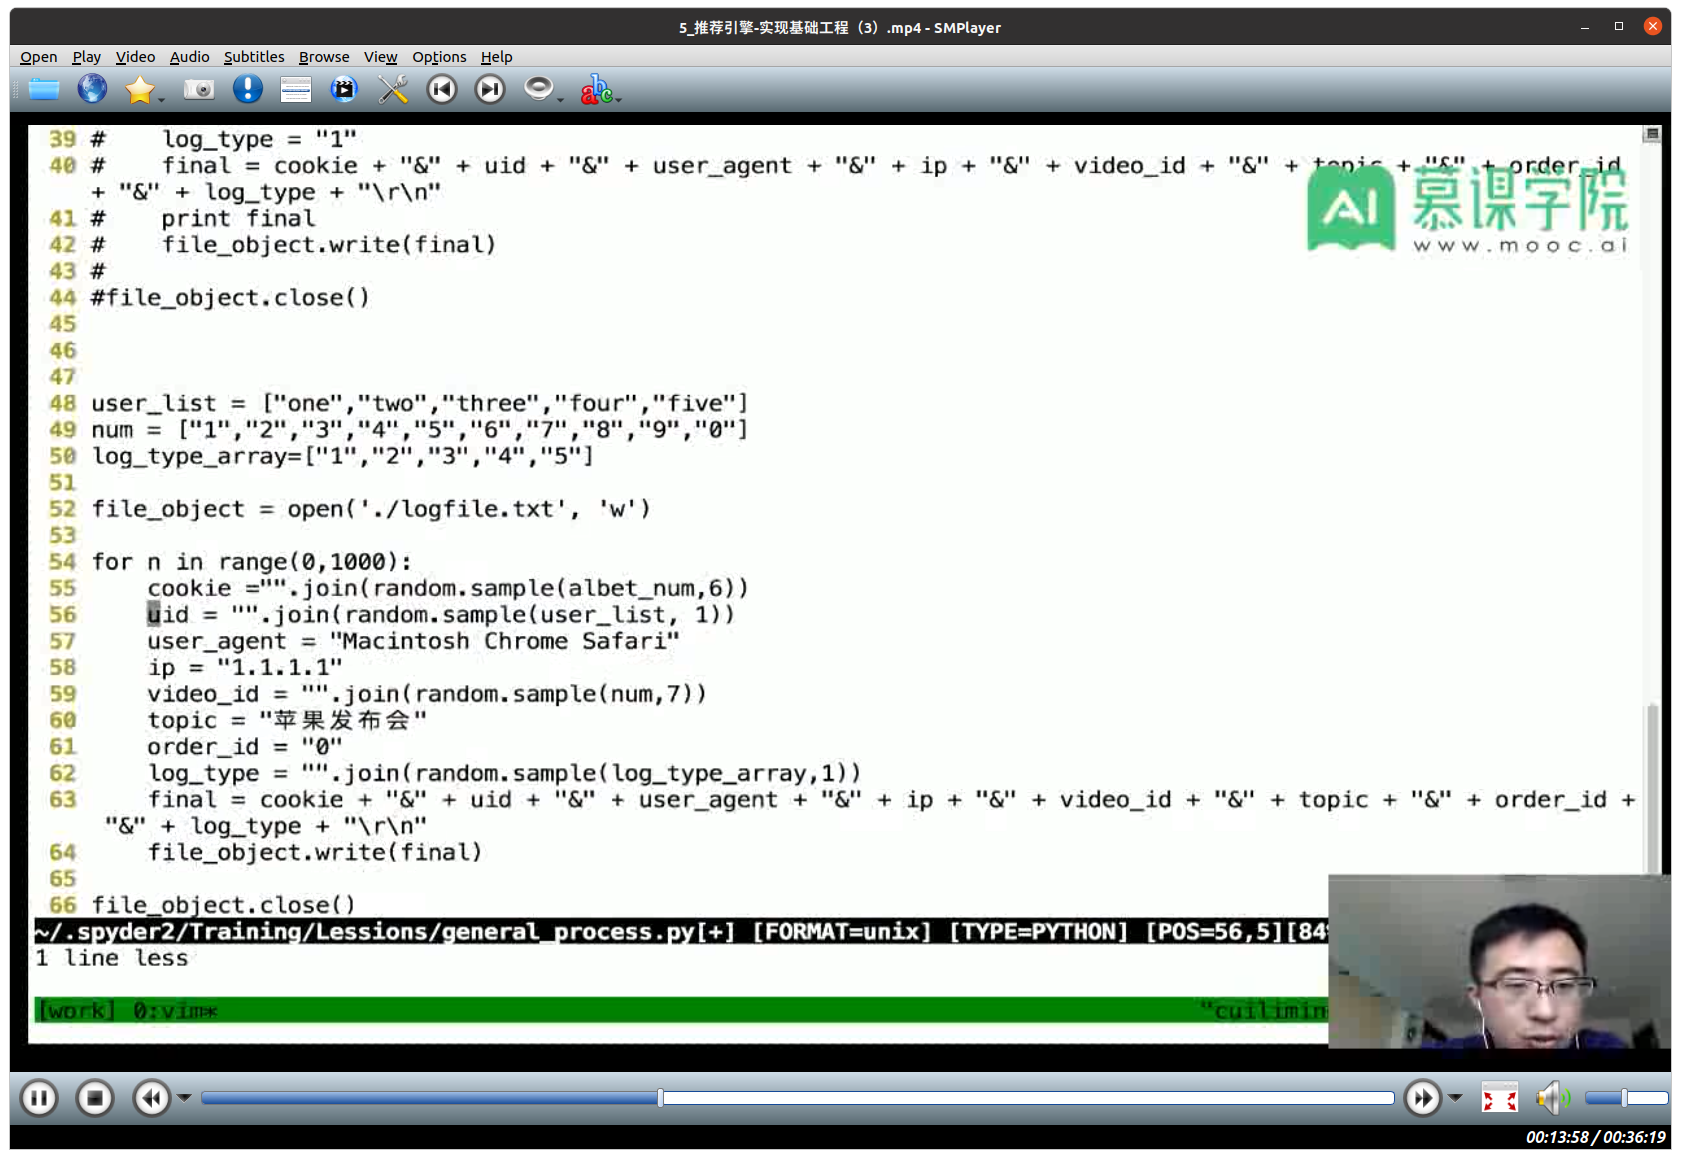 5_推荐引擎-实现基础工程（3）.mp4 - SMPlayer
Open Play Video Audio Subtitles Browse View Options Help
abc
39 #    log_type = "1"
40 #    final = cookie + "&" + uid + "&" + user_agent + "&" + ip + "&" + video_id + "&" + topic + "&" + order_id
+ "&" + log_type + "\r\n"
41 #    print final
42 #    file_object.write(final)
43 #
44 #file_object.close()
45
46
47
48 user_list = ["one","two","three","four","five"]
49 num = ["1","2","3","4","5","6","7","8","9","0"]
50 log_type_array=["1","2","3","4","5"]
51
52 file_object = open('./logfile.txt', 'w')
53
54 for n in range(0,1000):
55     cookie ="".join(random.sample(albet_num,6))
56     uid = "".join(random.sample(user_list, 1))
57     user_agent = "Macintosh Chrome Safari"
58     ip = "1.1.1.1"
59     video_id = "".join(random.sample(num,7))
60     topic = "苹果发布会"
61     order_id = "0"
62     log_type = "".join(random.sample(log_type_array,1))
63     final = cookie + "&" + uid + "&" + user_agent + "&" + ip + "&" + video_id + "&" + topic + "&" + order_id +
"&" + log_type + "\r\n"
64     file_object.write(final)
65
66 file_object.close()
~/.spyder2/Training/Lessions/general_process.py[+] [FORMAT=unix] [TYPE=PYTHON] [POS=56,5][84%
1 line less
[work] 0:vim* "cuilimin
AI 慕课学院
www.mooc.ai
00:13:58 / 00:36:19